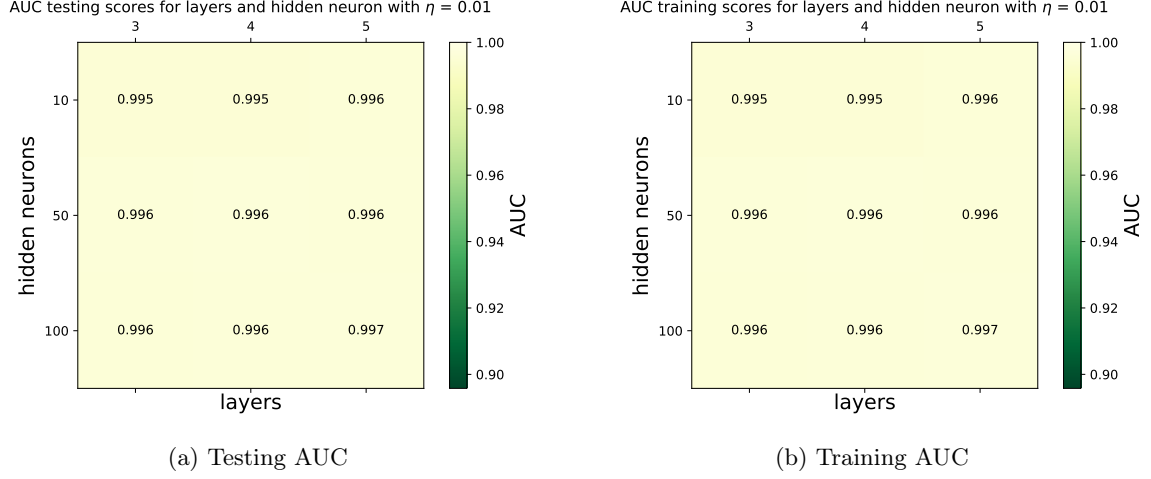 AUC testing scores for layers and hidden neuron with η = 0.01
3 4 5
10 0.995 0.995 0.996
50 0.996 0.996 0.996
100 0.996 0.996 0.997
hidden neurons
layers
1.00
0.98
0.96
0.94
0.92
0.90
AUC
(a) Testing AUC
AUC training scores for layers and hidden neuron with η = 0.01
3 4 5
10 0.995 0.995 0.996
50 0.996 0.996 0.996
100 0.996 0.996 0.997
hidden neurons
layers
1.00
0.98
0.96
0.94
0.92
0.90
AUC
(b) Training AUC